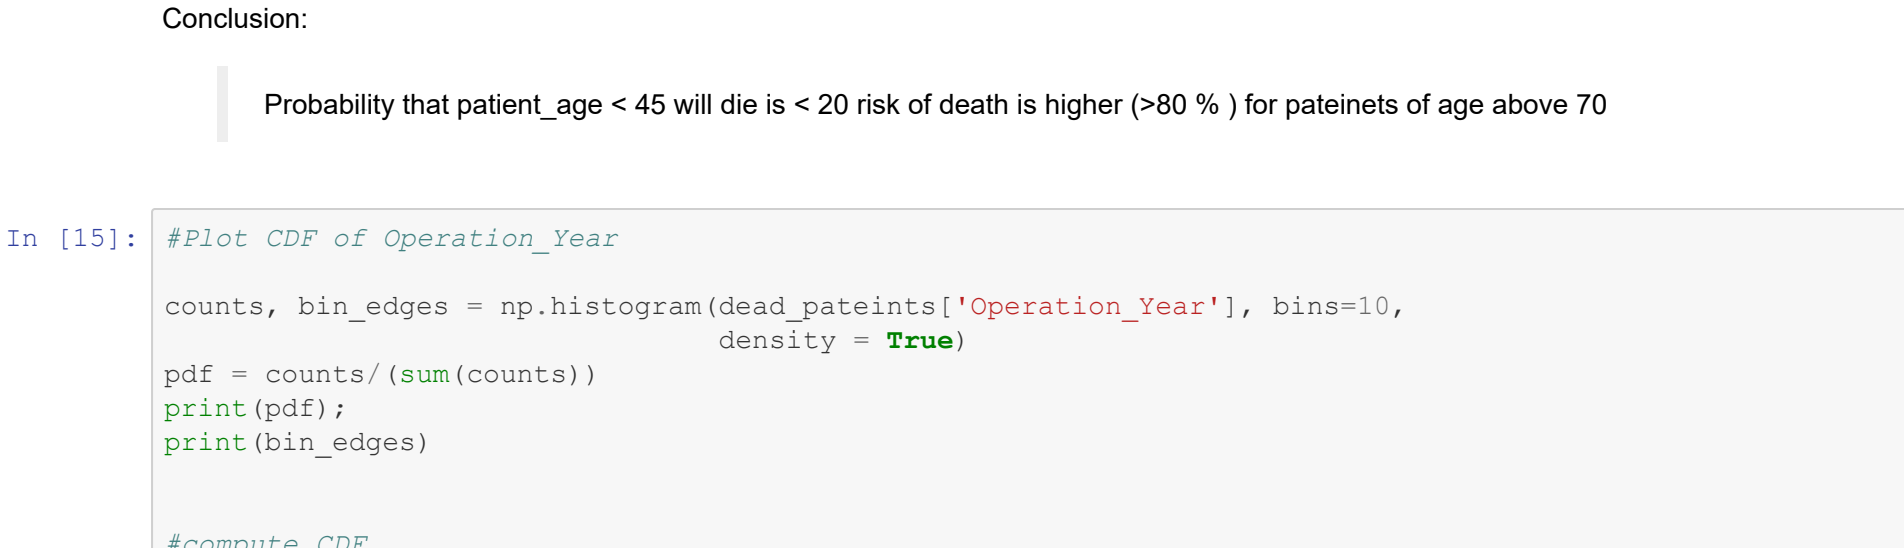 Conclusion:
Probability that patient_age < 45 will die is < 20 risk of death is higher (>80 % ) for pateinets of age above 70
In [15]: #Plot CDF of Operation_Year
counts, bin_edges = np.histogram(dead_pateints['Operation_Year'], bins=10,
density = True)
pdf = counts/(sum(counts))
print(pdf);
print(bin_edges)
#compute CDF